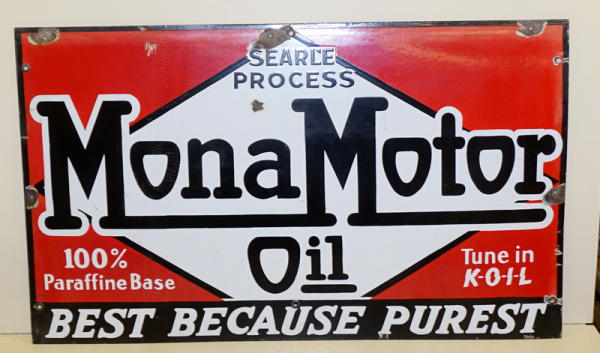 SEARLE
PROCESS
MonaMotor
Oil
100%
Paraffine Base
Tune in
K-O-I-L
BEST BECAUSE PUREST